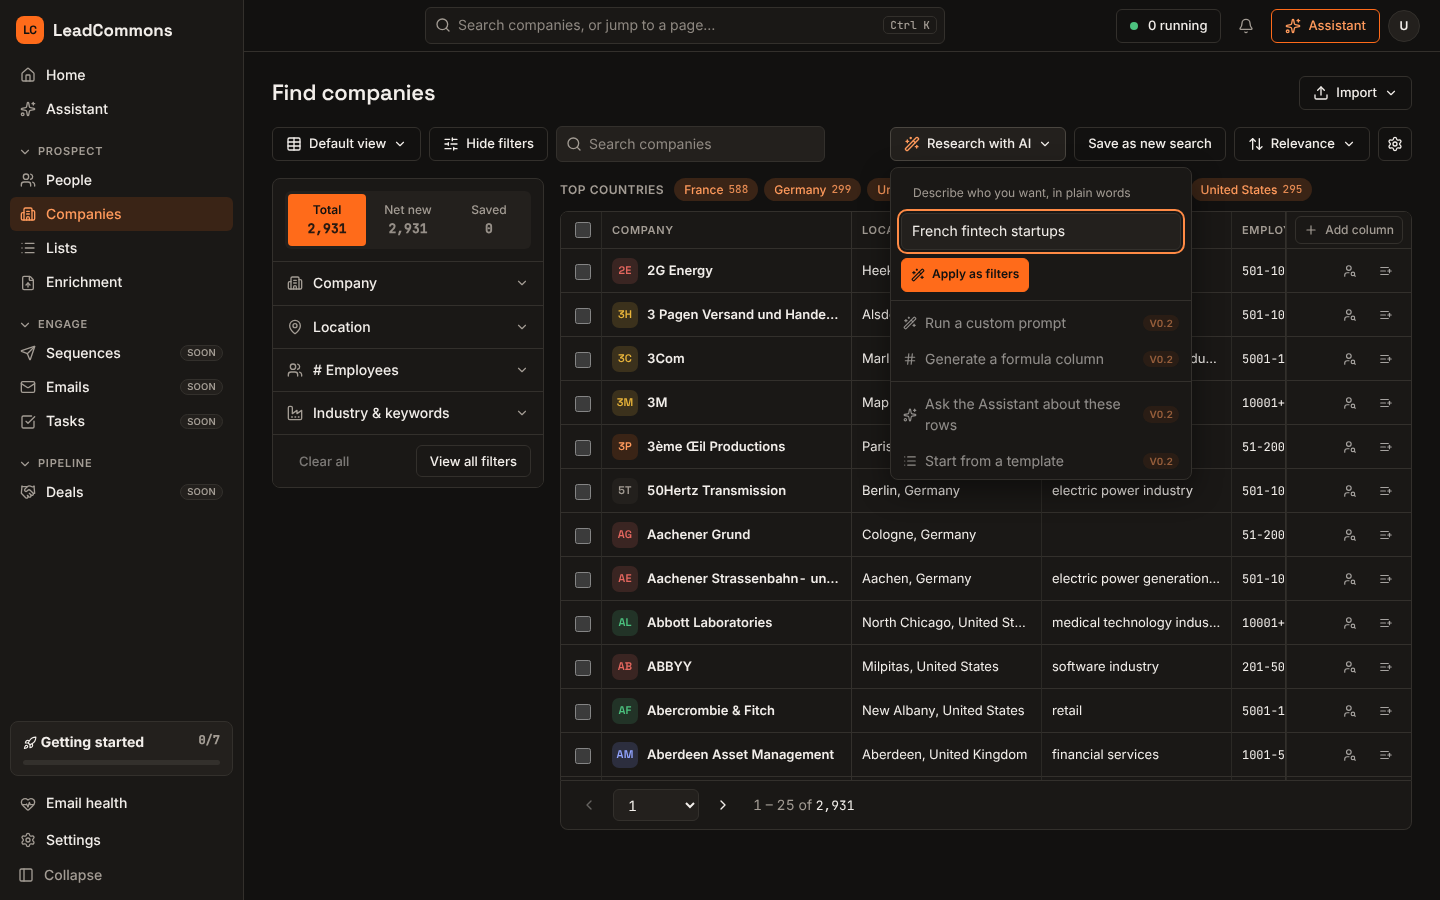 LC LeadCommons
Search companies, or jump to a page... Ctrl K
0 running
Assistant
U
Home
Assistant
PROSPECT
People
Companies
Lists
Enrichment
ENGAGE
Sequences SOON
Emails SOON
Tasks SOON
PIPELINE
Deals SOON
Getting started 0/7
Email health
Settings
Collapse
Find companies
Import
Default view
Hide filters
Search companies
Research with AI
Save as new search
Relevance
Total 2,931
Net new 2,931
Saved 0
Company
Location
# Employees
Industry & keywords
Clear all
View all filters
TOP COUNTRIES France 588 Germany 299 United States 295
Describe who you want, in plain words
French fintech startups
Apply as filters
Run a custom prompt V0.2
Generate a formula column V0.2
Ask the Assistant about these
rows V0.2
Start from a template V0.2
COMPANY Add column
2E 2G Energy 501-10
3H 3 Pagen Versand und Hande... 501-10
3C 3Com 5001-1
3M 3M 10001+
3P 3ème Œil Productions 51-200
5T 50Hertz Transmission Berlin, Germany electric power industry 501-10
AG Aachener Grund Cologne, Germany 51-200
AE Aachener Strassenbahn- un... Aachen, Germany electric power generation... 501-10
AL Abbott Laboratories North Chicago, United St... medical technology indus... 10001+
AB ABBYY Milpitas, United States software industry 201-50
AF Abercrombie & Fitch New Albany, United States retail 5001-1
AM Aberdeen Asset Management Aberdeen, United Kingdom financial services 1001-5
1 1 – 25 of 2,931